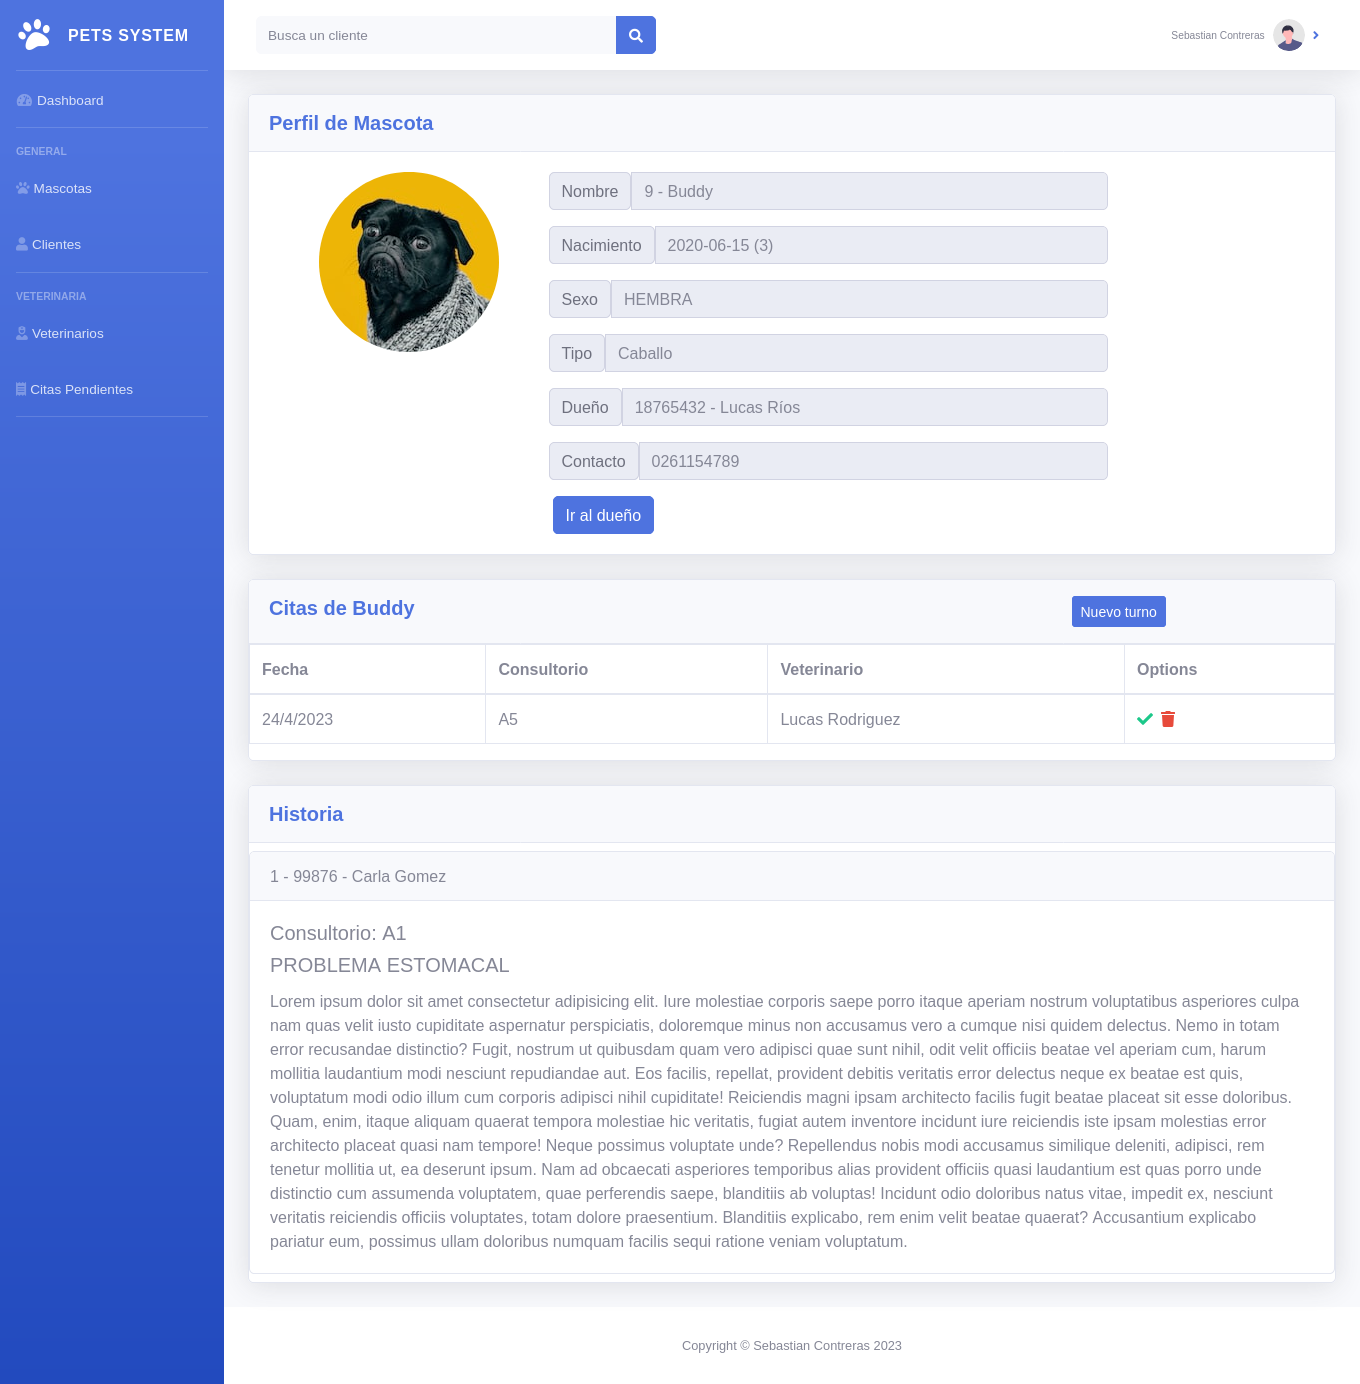 PETS SYSTEM
Dashboard
GENERAL
Mascotas
Clientes
VETERINARIA
Veterinarios
Citas Pendientes
Busca un cliente
Sebastian Contreras
Perfil de Mascota
Nombre 9 - Buddy
Nacimiento 2020-06-15 (3)
Sexo HEMBRA
Tipo Caballo
Dueño 18765432 - Lucas Ríos
Contacto 0261154789
Ir al dueño
Citas de Buddy
Nuevo turno
Fecha Consultorio Veterinario Options
24/4/2023 A5 Lucas Rodriguez
Historia
1 - 99876 - Carla Gomez
Consultorio: A1
PROBLEMA ESTOMACAL
Lorem ipsum dolor sit amet consectetur adipisicing elit. Iure molestiae corporis saepe porro itaque aperiam nostrum voluptatibus asperiores culpa
nam quas velit iusto cupiditate aspernatur perspiciatis, doloremque minus non accusamus vero a cumque nisi quidem delectus. Nemo in totam
error recusandae distinctio? Fugit, nostrum ut quibusdam quam vero adipisci quae sunt nihil, odit velit officiis beatae vel aperiam cum, harum
mollitia laudantium modi nesciunt repudiandae aut. Eos facilis, repellat, provident debitis veritatis error delectus neque ex beatae est quis,
voluptatum modi odio illum cum corporis adipisci nihil cupiditate! Reiciendis magni ipsam architecto facilis fugit beatae placeat sit esse doloribus.
Quam, enim, itaque aliquam quaerat tempora molestiae hic veritatis, fugiat autem inventore incidunt iure reiciendis iste ipsam molestias error
architecto placeat quasi nam tempore! Neque possimus voluptate unde? Repellendus nobis modi accusamus similique deleniti, adipisci, rem
tenetur mollitia ut, ea deserunt ipsum. Nam ad obcaecati asperiores temporibus alias provident officiis quasi laudantium est quas porro unde
distinctio cum assumenda voluptatem, quae perferendis saepe, blanditiis ab voluptas! Incidunt odio doloribus natus vitae, impedit ex, nesciunt
veritatis reiciendis officiis voluptates, totam dolore praesentium. Blanditiis explicabo, rem enim velit beatae quaerat? Accusantium explicabo
pariatur eum, possimus ullam doloribus numquam facilis sequi ratione veniam voluptatum.
Copyright © Sebastian Contreras 2023